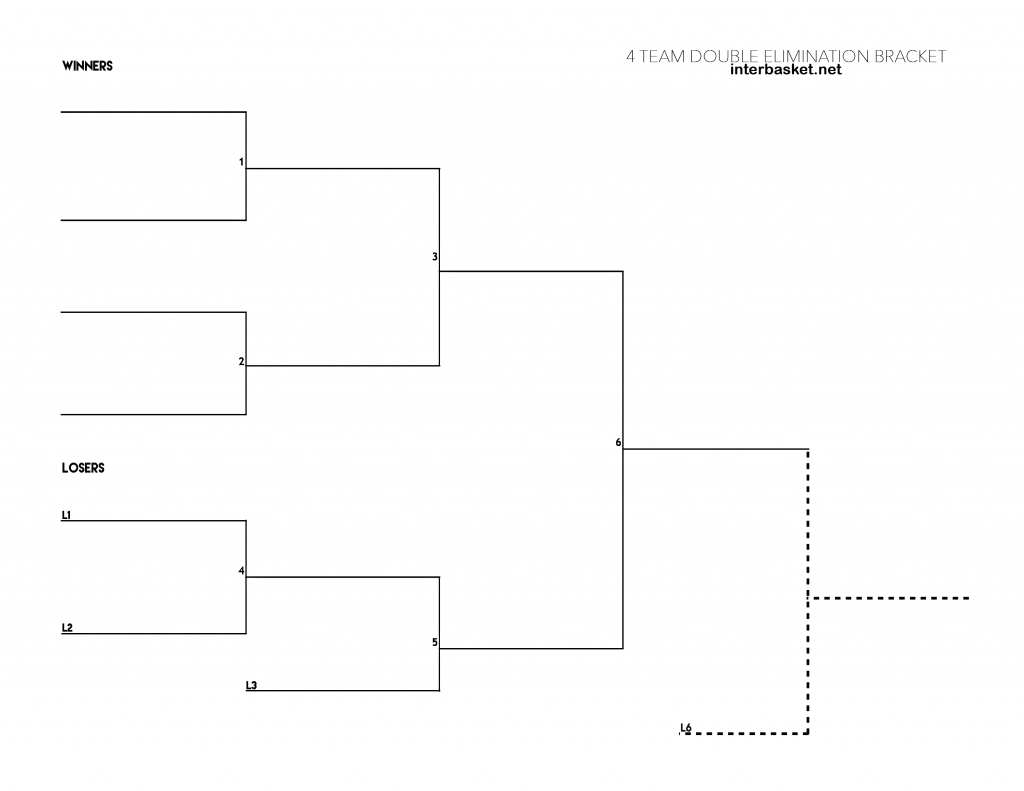 4 TEAM DOUBLE ELIMINATION BRACKET
interbasket.net
WINNERS
1
3
2
6
LOSERS
L1
4
L2
5
L3
L6